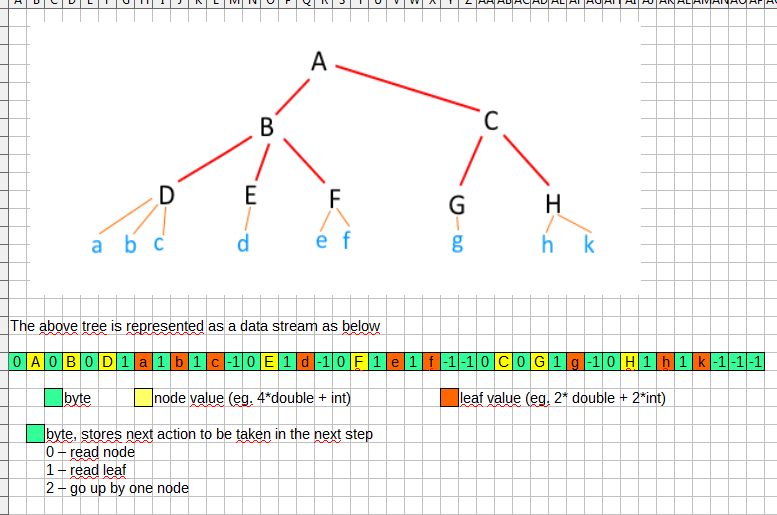 A
B C
D E F G H
a b c d e f g h k
The above tree is represented as a data stream as below
0 A 0 B 0 D 1 a 1 b 1 c -1 0 E 1 d -1 0 F 1 e 1 f -1 -1 0 C 0 G 1 g -1 0 H 1 h 1 k -1 -1 -1
byte node value (eg, 4*double + int) leaf value (eg, 2* double + 2*int)
byte, stores next action to be taken in the next step
0 – read node
1 – read leaf
2 – go up by one node